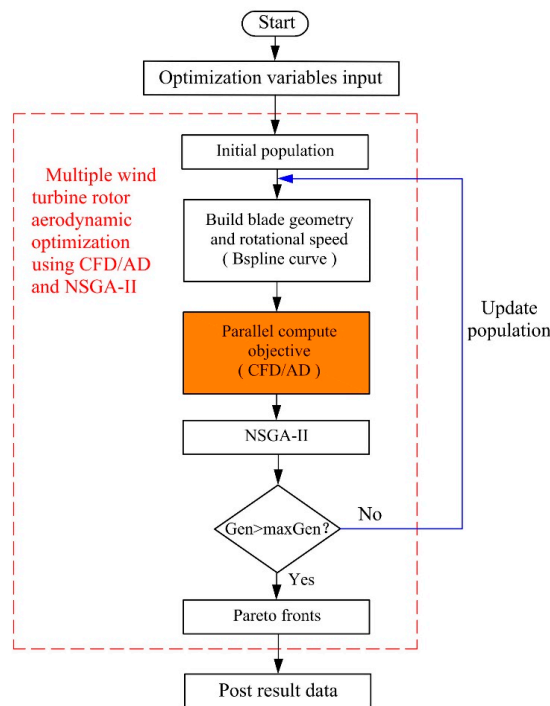 Start
Optimization variables input
Initial population
Multiple wind
turbine rotor
aerodynamic
optimization
using CFD/AD
and NSGA-II
Build blade geometry
and rotational speed
( Bspline curve )
Update
population
Parallel compute
objective
( CFD/AD )
NSGA-II
Gen>maxGen?
No
Yes
Pareto fronts
Post result data